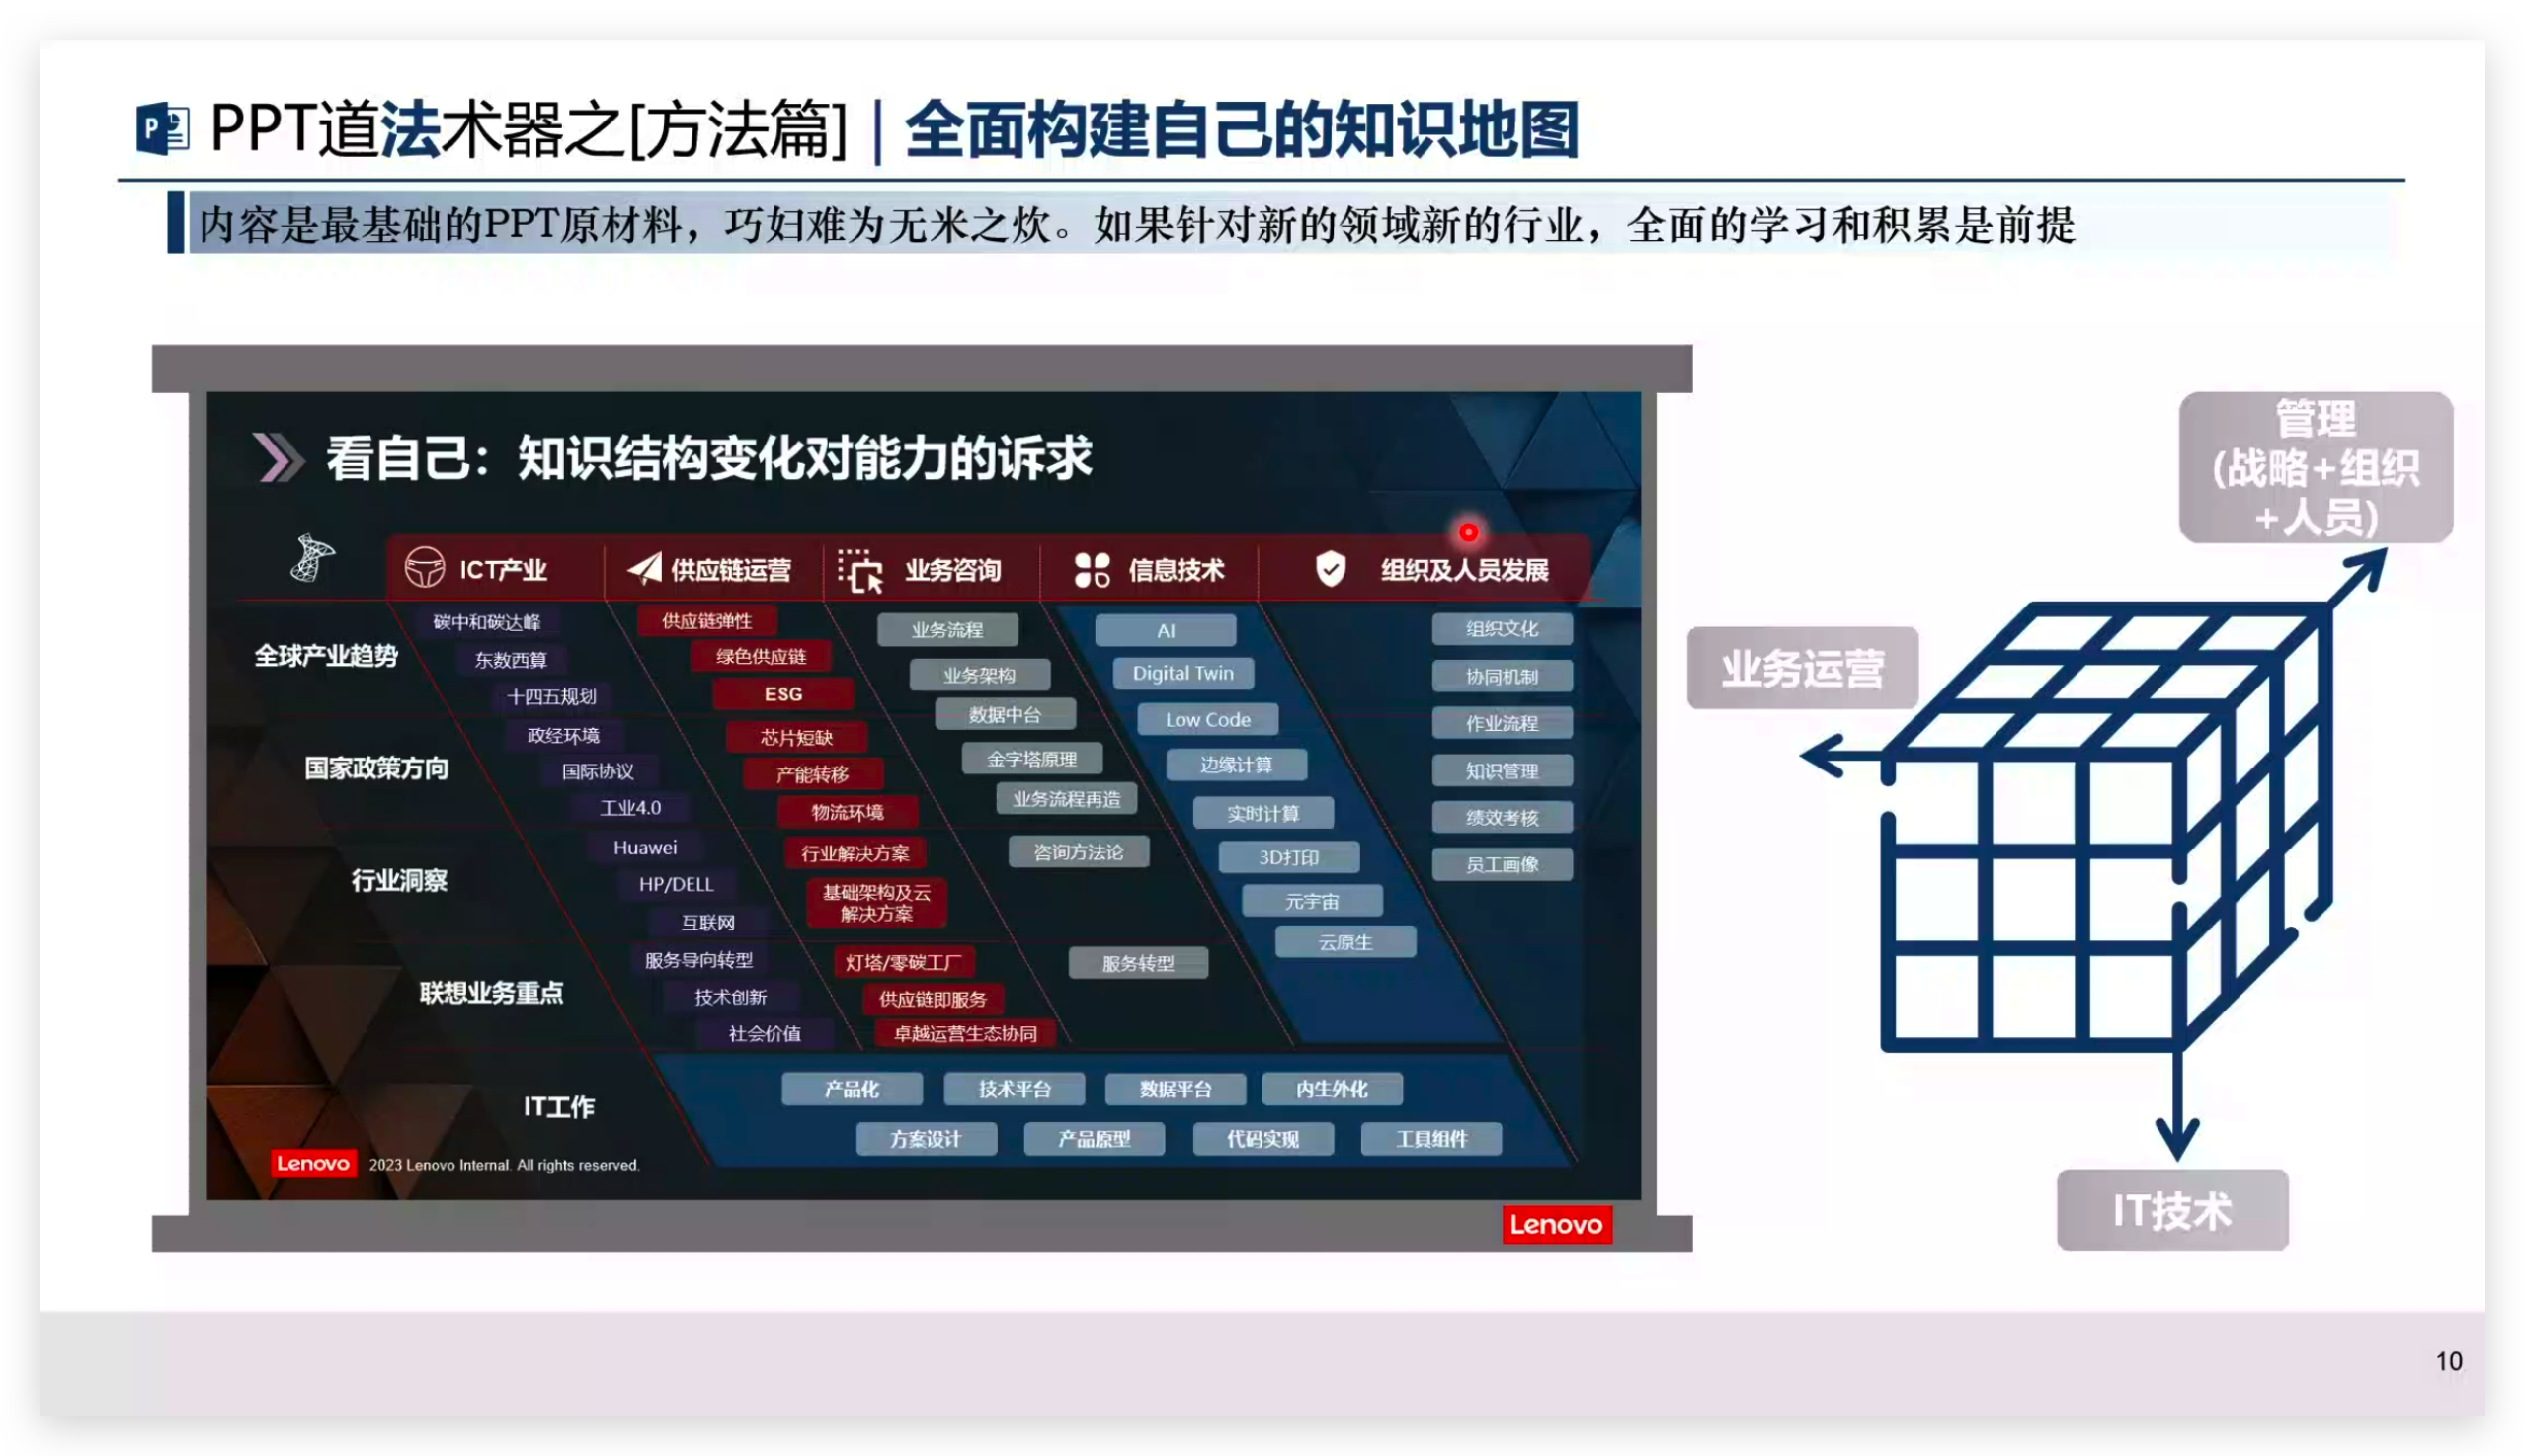 PPT道法术器之[方法篇]｜全面构建自己的知识地图
内容是最基础的PPT原材料，巧妇难为无米之炊。如果针对新的领域新的行业，全面的学习和积累是前提
看自己：知识结构变化对能力的诉求
ICT产业
供应链运营
业务咨询
信息技术
组织及人员发展
全球产业趋势
碳中和碳达峰
东数西算
十四五规划
供应链弹性
绿色供应链
ESG
业务流程
业务架构
数据中台
AI
Digital Twin
Low Code
组织文化
协同机制
作业流程
国家政策方向
政经环境
国际协议
工业4.0
芯片短缺
产能转移
物流环境
金字塔原理
业务流程再造
边缘计算
实时计算
知识管理
绩效考核
行业洞察
Huawei
HP/DELL
互联网
行业解决方案
基础架构及云
解决方案
咨询方法论
3D打印
元宇宙
云原生
员工画像
联想业务重点
服务导向转型
技术创新
社会价值
灯塔/零碳工厂
供应链即服务
卓越运营生态协同
服务转型
IT工作
产品化
技术平台
数据平台
内生外化
方案设计
产品原型
代码实现
工具组件
Lenovo
2023 Lenovo Internal. All rights reserved.
Lenovo
管理
(战略+组织
+人员)
业务运营
IT技术
10